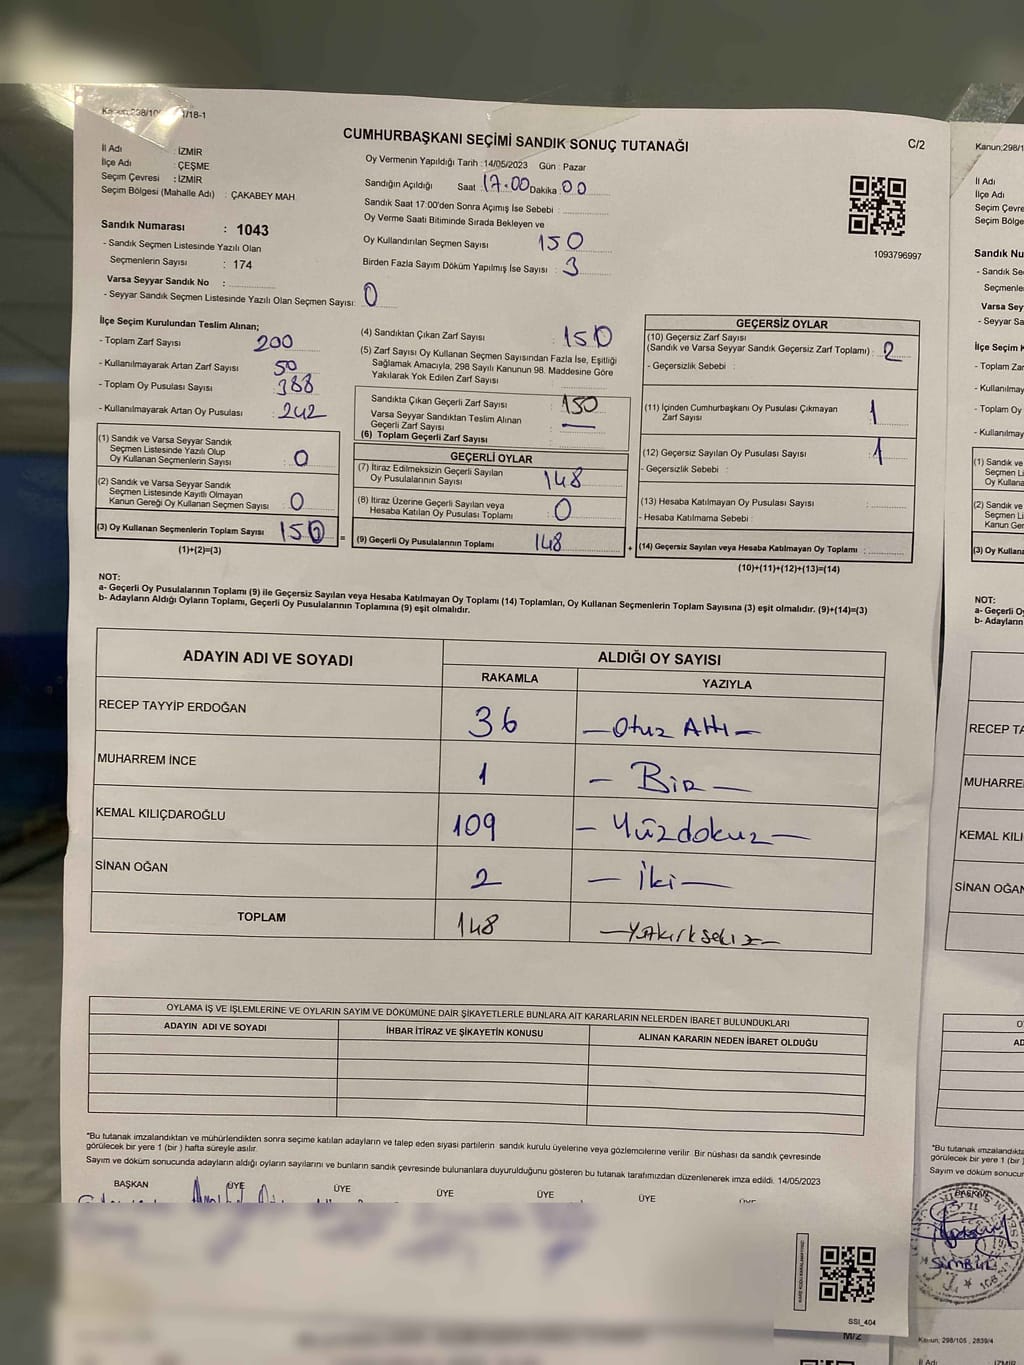 CUMHURBAŞKANI SEÇİMİ SANDIK SONUÇ TUTANAĞI
C/2
İl Adı : İZMİR
İlçe Adı : ÇEŞME
Seçim Çevresi : İZMİR
Seçim Bölgesi (Mahalle Adı) : ÇAKABEY MAH.
Oy Vermenin Yapıldığı Tarih : 14/05/2023 Gün : Pazar
Sandığın Açıldığı Saat : 17.00 Dakika : 00
Sandık Saat 17:00'den Sonra Açımış İse Sebebi :
Oy Verme Saati Bitiminde Sırada Bekleyen ve
Oy Kullandırılan Seçmen Sayısı 150
Birden Fazla Sayım Döküm Yapılmış İse Sayısı : 3
1093796997
Sandık Numarası : 1043
- Sandık Seçmen Listesinde Yazılı Olan
Seçmenlerin Sayısı : 174
Varsa Seyyar Sandık No :
- Seyyar Sandık Seçmen Listesinde Yazılı Olan Seçmen Sayısı: 0
İlçe Seçim Kurulundan Teslim Alınan;
- Toplam Zarf Sayısı : 200
- Kullanılmayarak Artan Zarf Sayısı : 50
- Toplam Oy Pusulası Sayısı : 388
- Kullanılmayarak Artan Oy Pusulası : 242
(1) Sandık ve Varsa Seyyar Sandık
Seçmen Listesinde Yazılı Olup
Oy Kullanan Seçmenlerin Sayısı : 0
(2) Sandık ve Varsa Seyyar Sandık
Seçmen Listesinde Kayıtlı Olmayan
Kanun Gereği Oy Kullanan Seçmen Sayısı : 0
(3) Oy Kullanan Seçmenlerin Toplam Sayısı : 150
(1)+(2)=(3)
(4) Sandıktan Çıkan Zarf Sayısı : 150
(5) Zarf Sayısı Oy Kullanan Seçmen Sayısından Fazla İse, Eşitliği
Sağlamak Amacıyla, 298 Sayılı Kanunun 98. Maddesine Göre
Yakılarak Yok Edilen Zarf Sayısı
Sandıkta Çıkan Geçerli Zarf Sayısı : 150
Varsa Seyyar Sandıktan Teslim Alınan
Geçerli Zarf Sayısı : —
(6) Toplam Geçerli Zarf Sayısı :
GEÇERLİ OYLAR
(7) İtiraz Edilmeksizin Geçerli Sayılan
Oy Pusulalarının Sayısı : 148
(8) İtiraz Üzerine Geçerli Sayılan veya
Hesaba Katılan Oy Pusulası Toplamı : 0
= (9) Geçerli Oy Pusulalarının Toplamı : 148
GEÇERSİZ OYLAR
(10) Geçersiz Zarf Sayısı
(Sandık ve Varsa Seyyar Sandık Geçersiz Zarf Toplamı) : 2
- Geçersizlik Sebebi :
(11) İçinden Cumhurbaşkanı Oy Pusulası Çıkmayan
Zarf Sayısı : 1
(12) Geçersiz Sayılan Oy Pusulası Sayısı : 1
- Geçersizlik Sebebi :
(13) Hesaba Katılmayan Oy Pusulası Sayısı :
- Hesaba Katılmama Sebebi :
+ (14) Geçersiz Sayılan veya Hesaba Katılmayan Oy Toplamı :
(10)+(11)+(12)+(13)=(14)
NOT:
a- Geçerli Oy Pusulalarının Toplamı (9) ile Geçersiz Sayılan veya Hesaba Katılmayan Oy Toplamı (14) Toplamları, Oy Kullanan Seçmenlerin Toplam Sayısına (3) eşit olmalıdır. (9)+(14)=(3)
b- Adayların Aldığı Oyların Toplamı, Geçerli Oy Pusulalarının Toplamına (9) eşit olmalıdır.
ADAYIN ADI VE SOYADI
ALDIĞI OY SAYISI
RAKAMLA YAZIYLA
RECEP TAYYİP ERDOĞAN 36 — Otuz Altı —
MUHARREM İNCE 1 — Bir —
KEMAL KILIÇDAROĞLU 109 — Yüzdokuz —
SİNAN OĞAN 2 — İki —
TOPLAM 148
OYLAMA İŞ VE İŞLEMLERİNE VE OYLARIN SAYIM VE DÖKÜMÜNE DAİR ŞİKAYETLERLE BUNLARA AİT KARARLARIN NELERDEN İBARET BULUNDUKLARI
ADAYIN ADI VE SOYADI İHBAR İTİRAZ VE ŞİKAYETİN KONUSU ALINAN KARARIN NEDEN İBARET OLDUĞU
*Bu tutanak imzalandıktan ve mühürlendikten sonra seçime katılan adayların ve talep eden siyasi partilerin sandık kurulu üyelerine veya gözlemcilerine verilir. Bir nüshası da sandık çevresinde
görülecek bir yere 1 (bir ) hafta süreyle asılır.
Sayım ve döküm sonucunda adayların aldığı oyların sayılarını ve bunların sandık çevresinde bulunanlara duyurulduğunu gösteren bu tutanak tarafımızdan düzenlenerek imza edildi. 14/05/2023
BAŞKAN ÜYE ÜYE ÜYE ÜYE ÜYE
SSI_404
M/2
Kanun; 298/105 , 2839/4
İl Adı : İZMİR